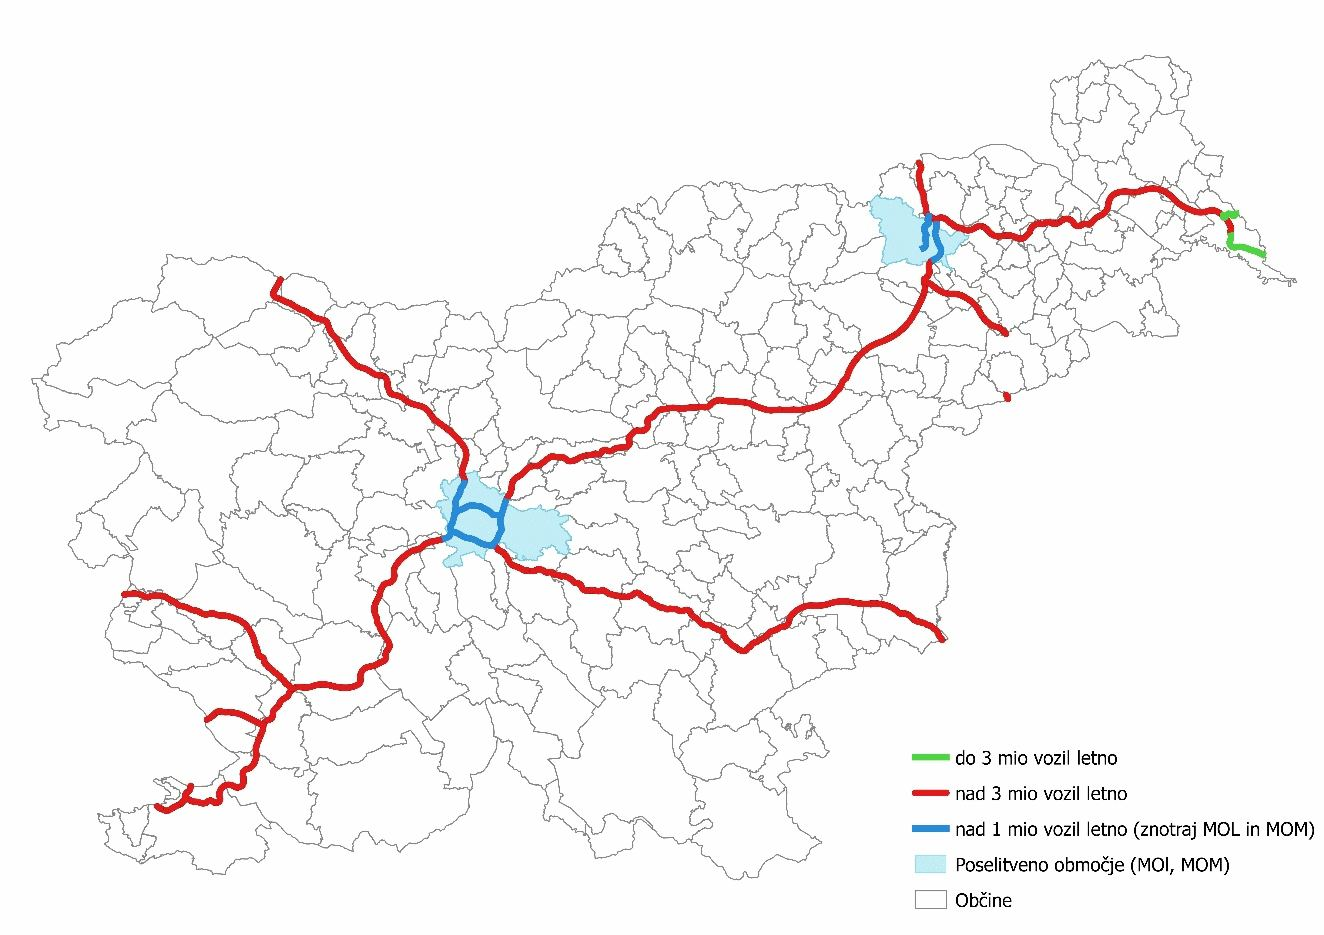 do 3 mio vozil letno
nad 3 mio vozil letno
nad 1 mio vozil letno (znotraj MOL in MOM)
Poselitveno območje (MOl, MOM)
Občine